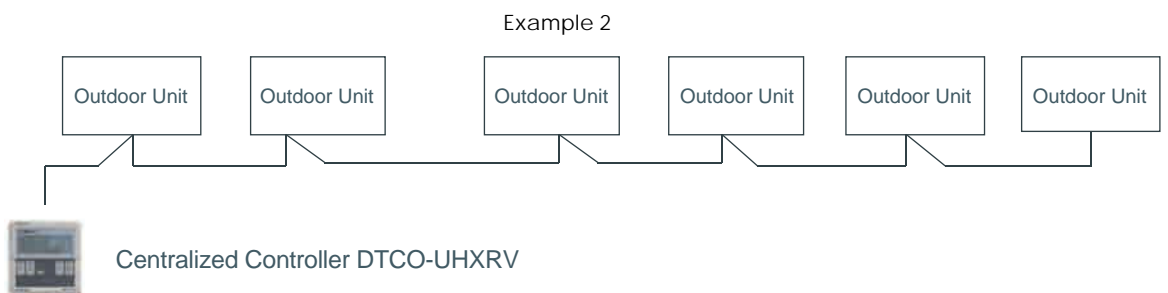 Example 2
Outdoor Unit Outdoor Unit Outdoor Unit Outdoor Unit Outdoor Unit Outdoor Unit
Centralized Controller DTCO-UHXRV